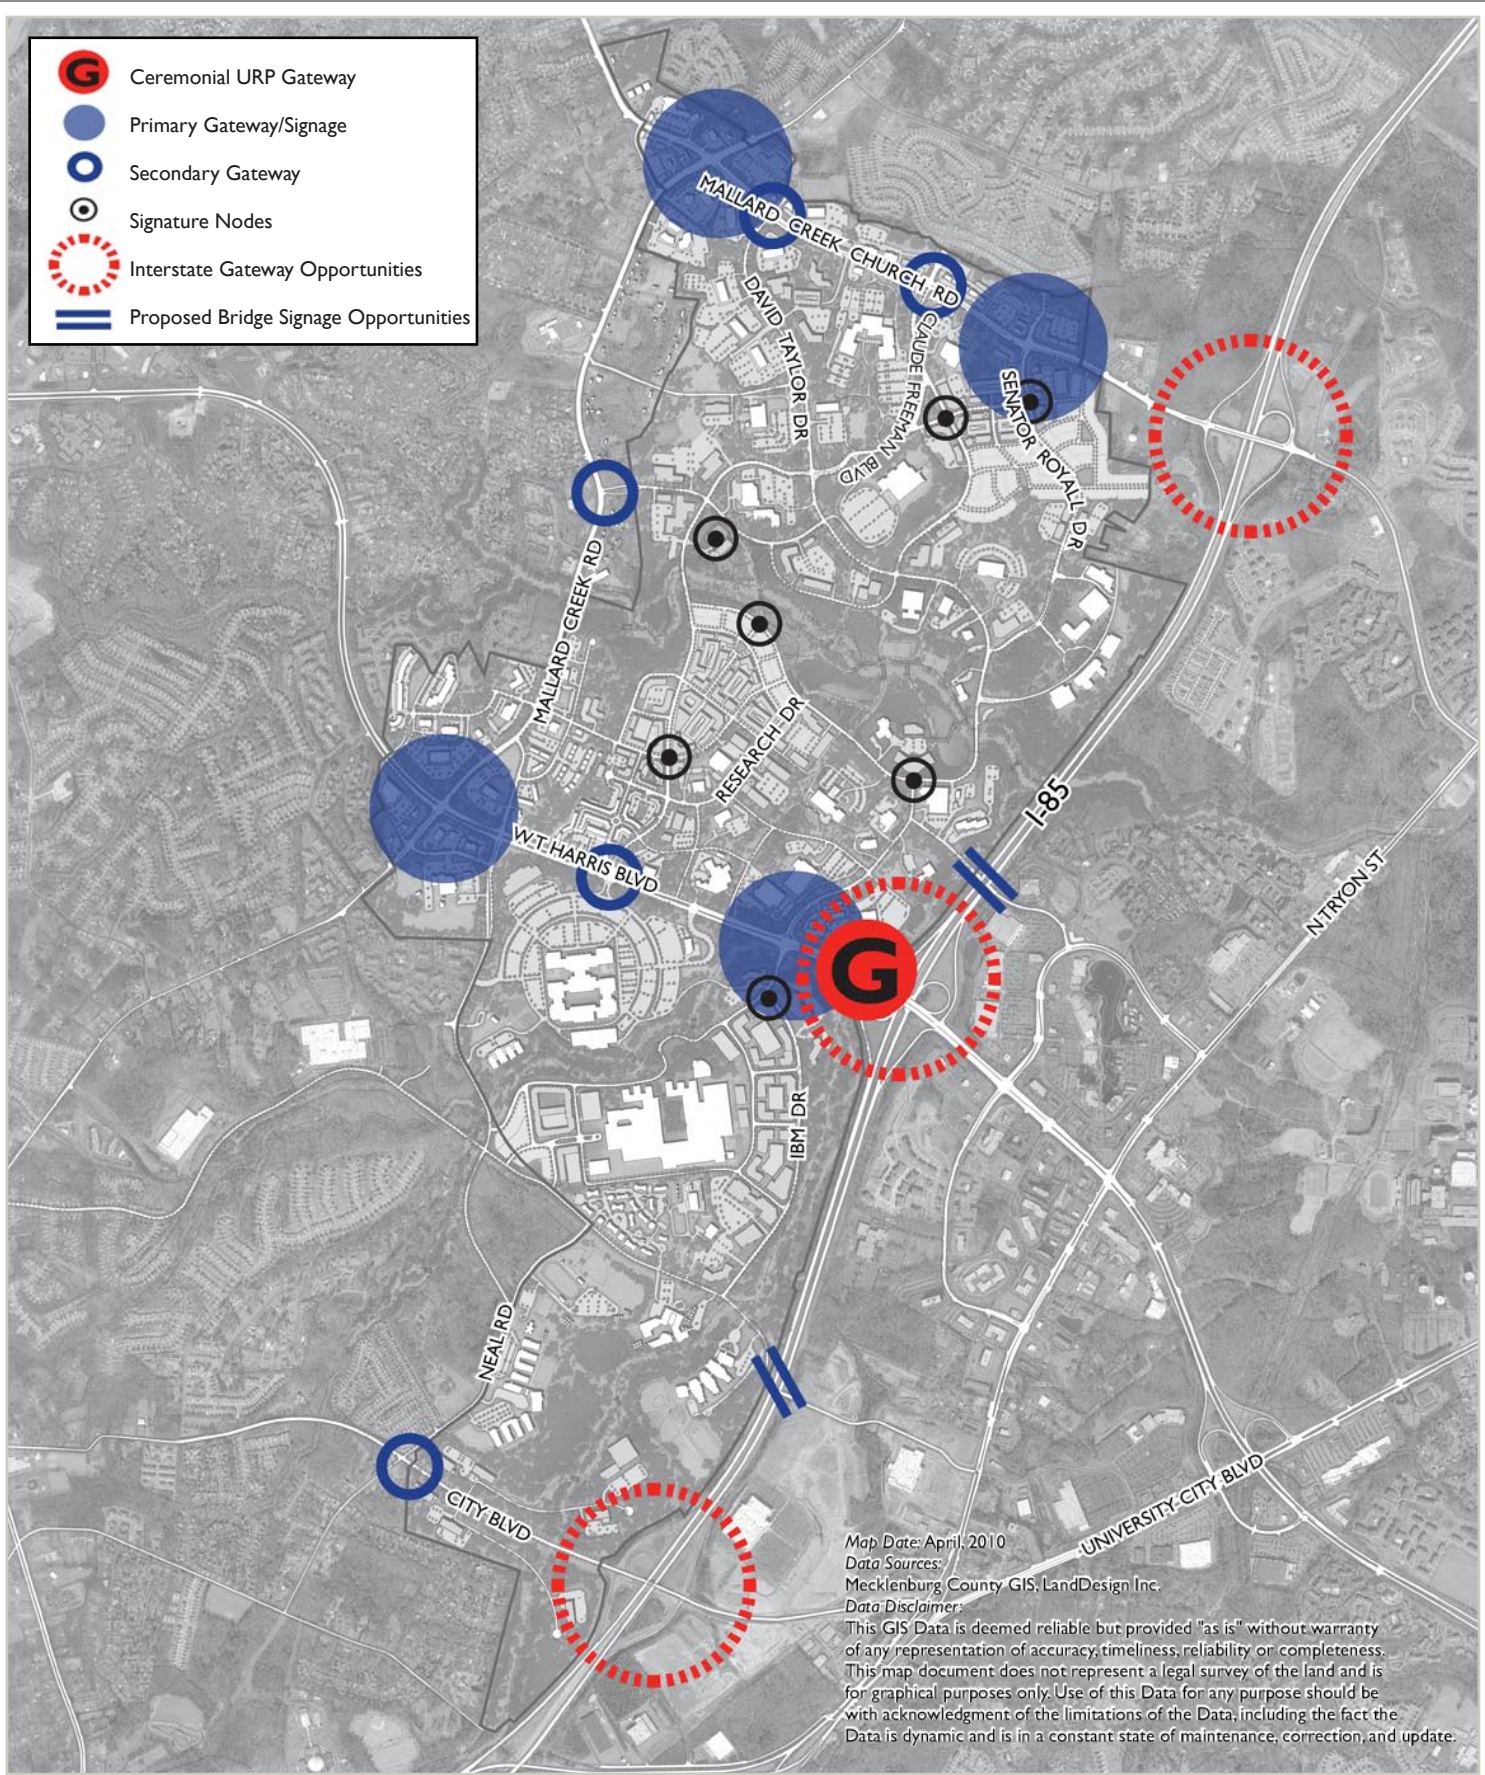 G Ceremonial URP Gateway
Primary Gateway/Signage
Secondary Gateway
Signature Nodes
Interstate Gateway Opportunities
Proposed Bridge Signage Opportunities
MALLARD CREEK CHURCH RD
DAVID TAYLOR DR
CLAUDE FREEMAN BLVD
SENATOR ROYALL DR
MALLARD CREEK RD
RESEARCH DR
I-85
W.T. HARRIS BLVD
N TRYON ST
G
IBM DR
NEAL RD
CITY BLVD
UNIVERSITY CITY BLVD
Map Date: April, 2010
Data Sources:
Mecklenburg County GIS, LandDesign Inc.
Data Disclaimer:
This GIS Data is deemed reliable but provided "as is" without warranty
of any representation of accuracy, timeliness, reliability or completeness.
This map document does not represent a legal survey of the land and is
for graphical purposes only. Use of this Data for any purpose should be
with acknowledgment of the limitations of the Data, including the fact the
Data is dynamic and is in a constant state of maintenance, correction, and update.